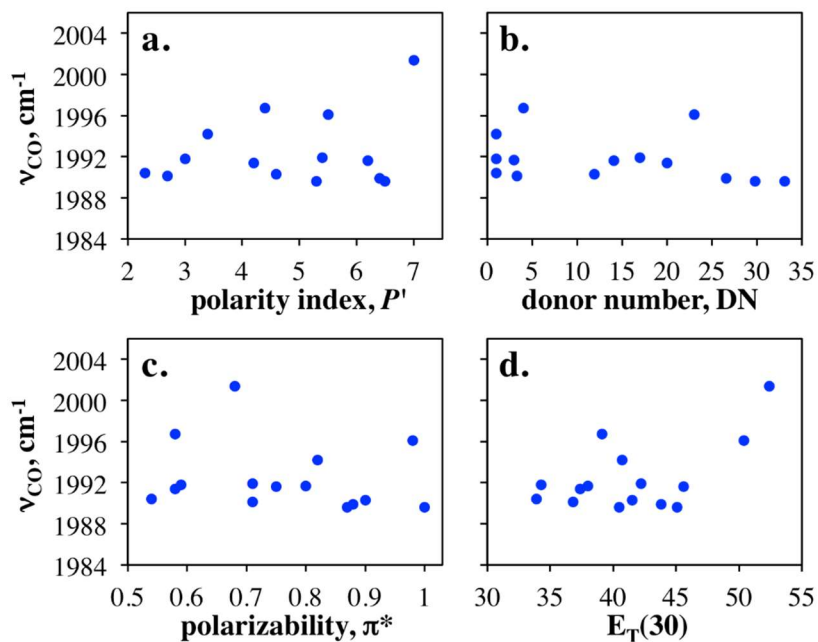 a.
2004
2000
1996
1992
1988
1984
νCO, cm-1
2 3 4 5 6 7
polarity index, P'
b.
0 5 10 15 20 25 30 35
donor number, DN
c.
2004
2000
1996
1992
1988
1984
νCO, cm-1
0.5 0.6 0.7 0.8 0.9 1
polarizability, π*
d.
30 35 40 45 50 55
ET(30)